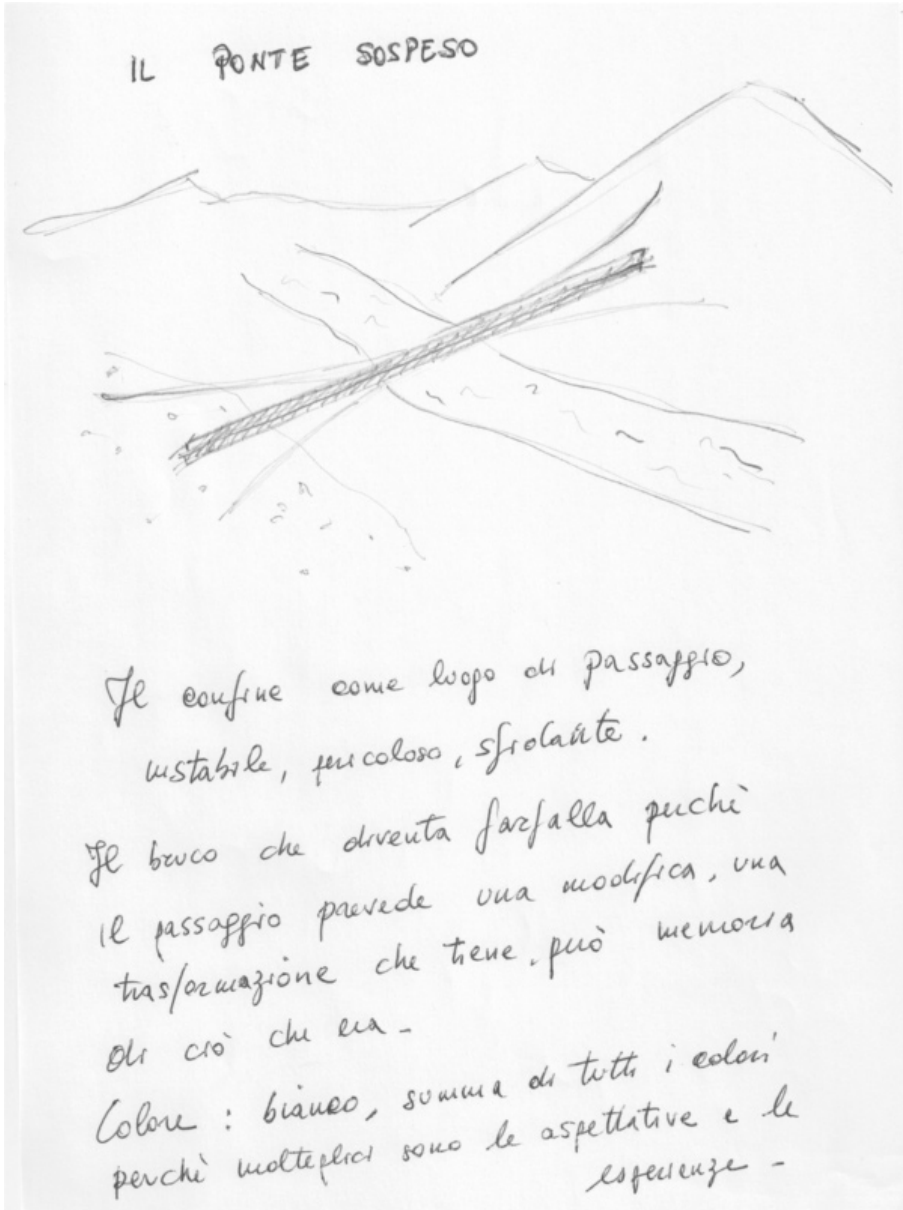 IL PONTE SOSPESO
Il confine come luogo di passaggio,
instabile, pericoloso, sfidante.
Il bruco che diventa farfalla perchè
il passaggio prevede una modifica, una
trasformazione che tiene, però memoria
di ciò che era -
Colore : bianco, summa di tutti i colori
perchè molteplici sono le aspettative e le
esperienze -